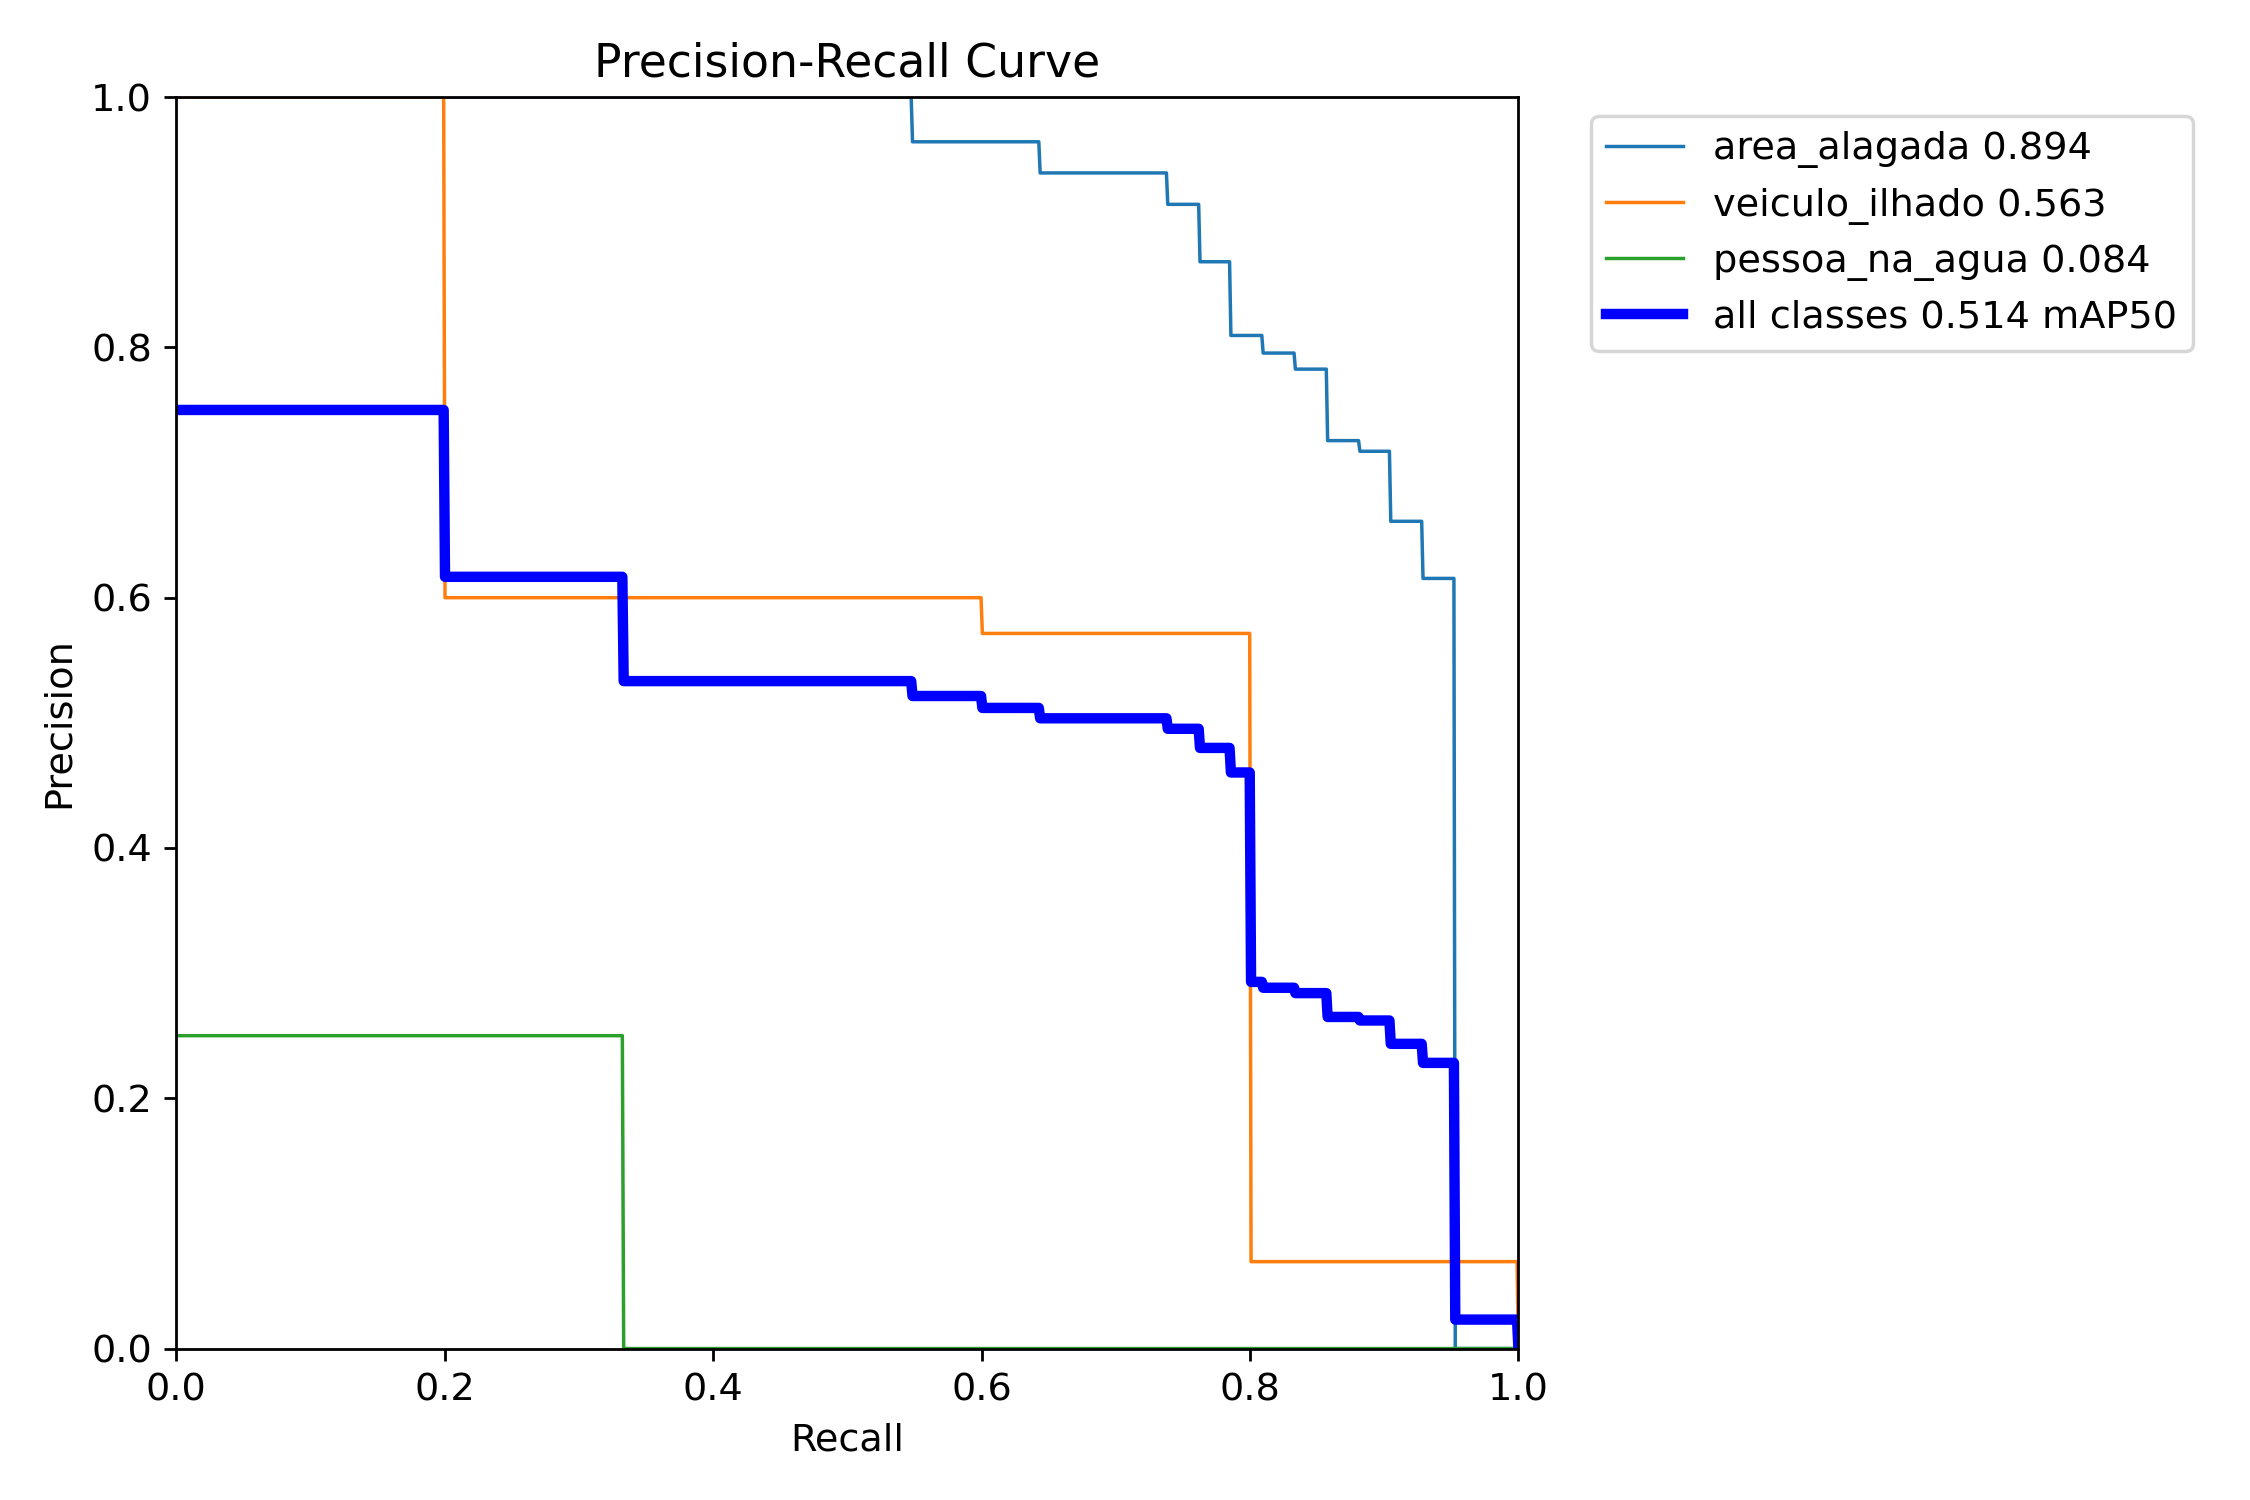 Precision-Recall Curve
1.0
0.8
0.6
0.4
0.2
0.0
Precision
0.0 0.2 0.4 0.6 0.8 1.0
Recall
area_alagada 0.894
veiculo_ilhado 0.563
pessoa_na_agua 0.084
all classes 0.514 mAP50